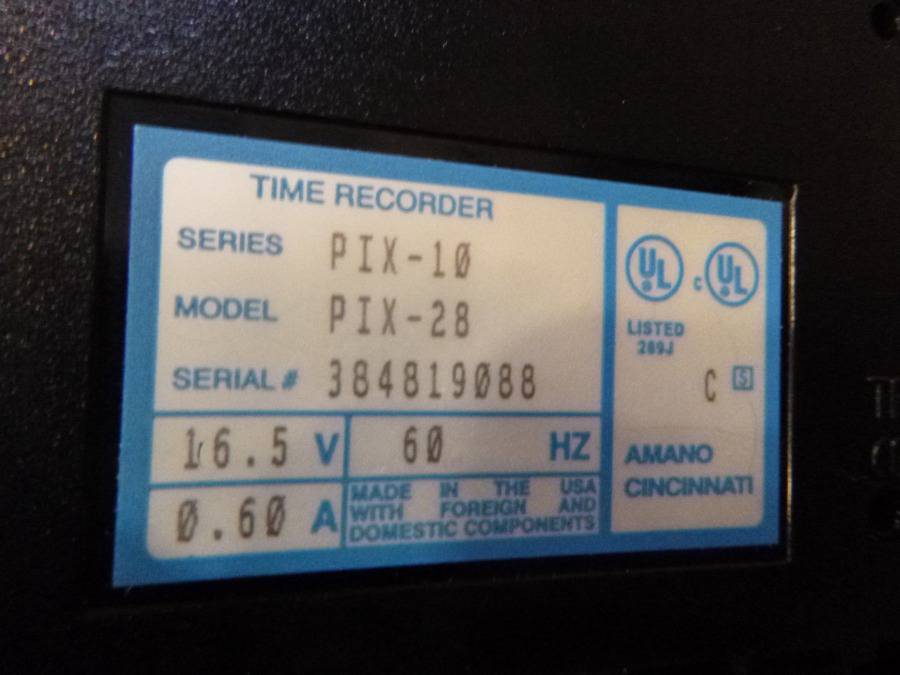 TIME RECORDER
SERIES PIX-10
MODEL PIX-28
SERIAL # 384819088
16.5 V
60 HZ
0.60 A
MADE IN THE USA
WITH FOREIGN AND
DOMESTIC COMPONENTS
UL c UL
LISTED
289J
C S
AMANO
CINCINNATI